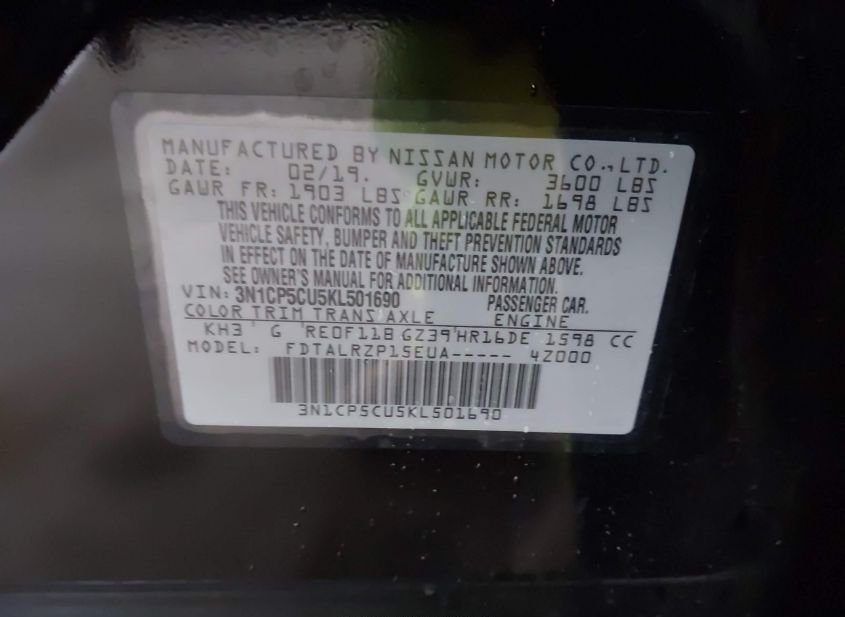 MANUFACTURED BY NISSAN MOTOR CO., LTD.
DATE: 02/19. GVWR: 3600 LBS
GAWR FR: 1903 LBS GAWR RR: 1698 LBS
THIS VEHICLE CONFORMS TO ALL APPLICABLE FEDERAL MOTOR
VEHICLE SAFETY, BUMPER AND THEFT PREVENTION STANDARDS
IN EFFECT ON THE DATE OF MANUFACTURE SHOWN ABOVE.
SEE OWNER'S MANUAL FOR ADDITIONAL INFORMATION.
VIN: 3N1CP5CU5KL501690 PASSENGER CAR.
COLOR TRIM TRANS AXLE ENGINE
KH3 G RE0F11B GZ39 HR16DE 1598 CC
MODEL: FDTALRZP15EUA----- 4Z000
3N1CP5CU5KL501690